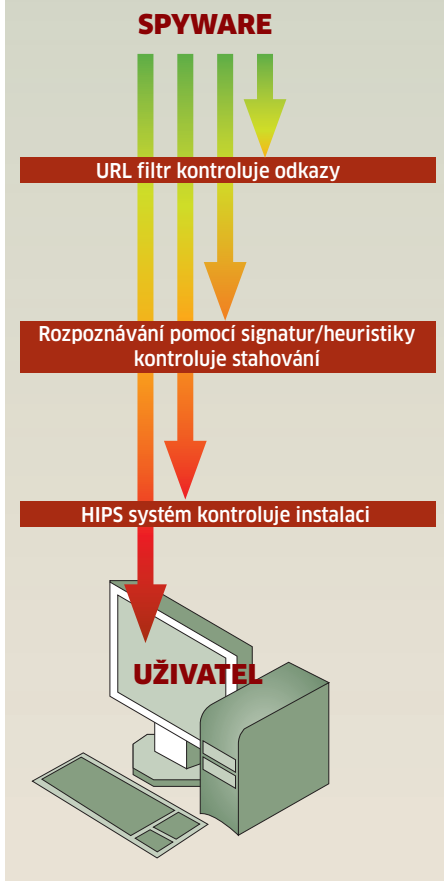 SPYWARE
URL filtr kontroluje odkazy
Rozpoznávání pomocí signatur/heuristiky
kontroluje stahování
HIPS systém kontroluje instalaci
UŽIVATEL